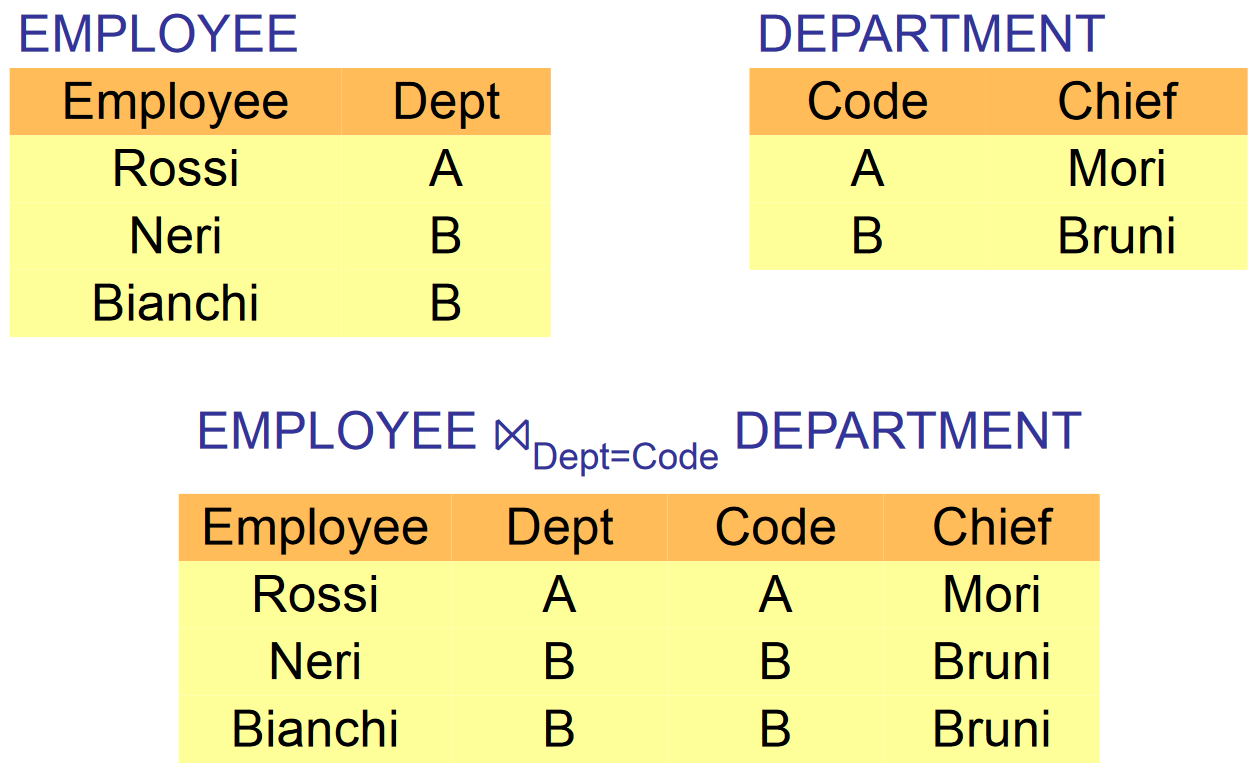 EMPLOYEE DEPARTMENT
Employee Dept Code Chief
Rossi A A Mori
Neri B B Bruni
Bianchi B
EMPLOYEE ⋈Dept=Code DEPARTMENT
Employee Dept Code Chief
Rossi A A Mori
Neri B B Bruni
Bianchi B B Bruni